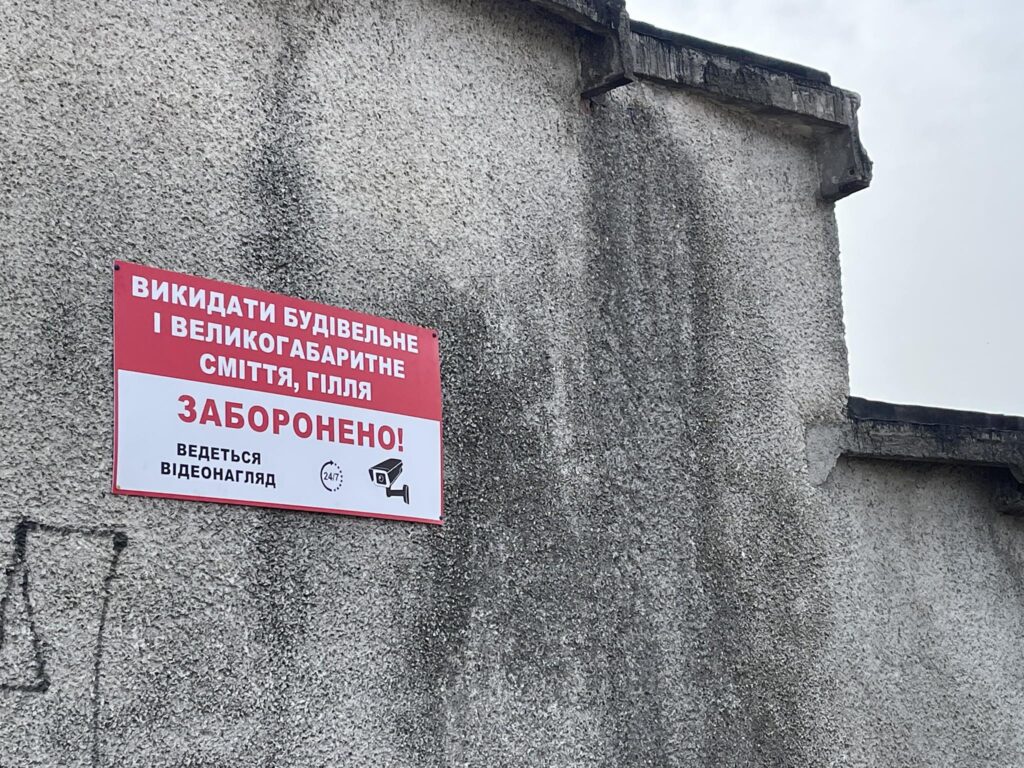 ВИКИДАТИ БУДІВЕЛЬНЕ
І ВЕЛИКОГАБАРИТНЕ
СМІТТЯ, ГІЛЛЯ
ЗАБОРОНЕНО!
ВЕДЕТЬСЯ
ВІДЕОНАГЛЯД
24/7